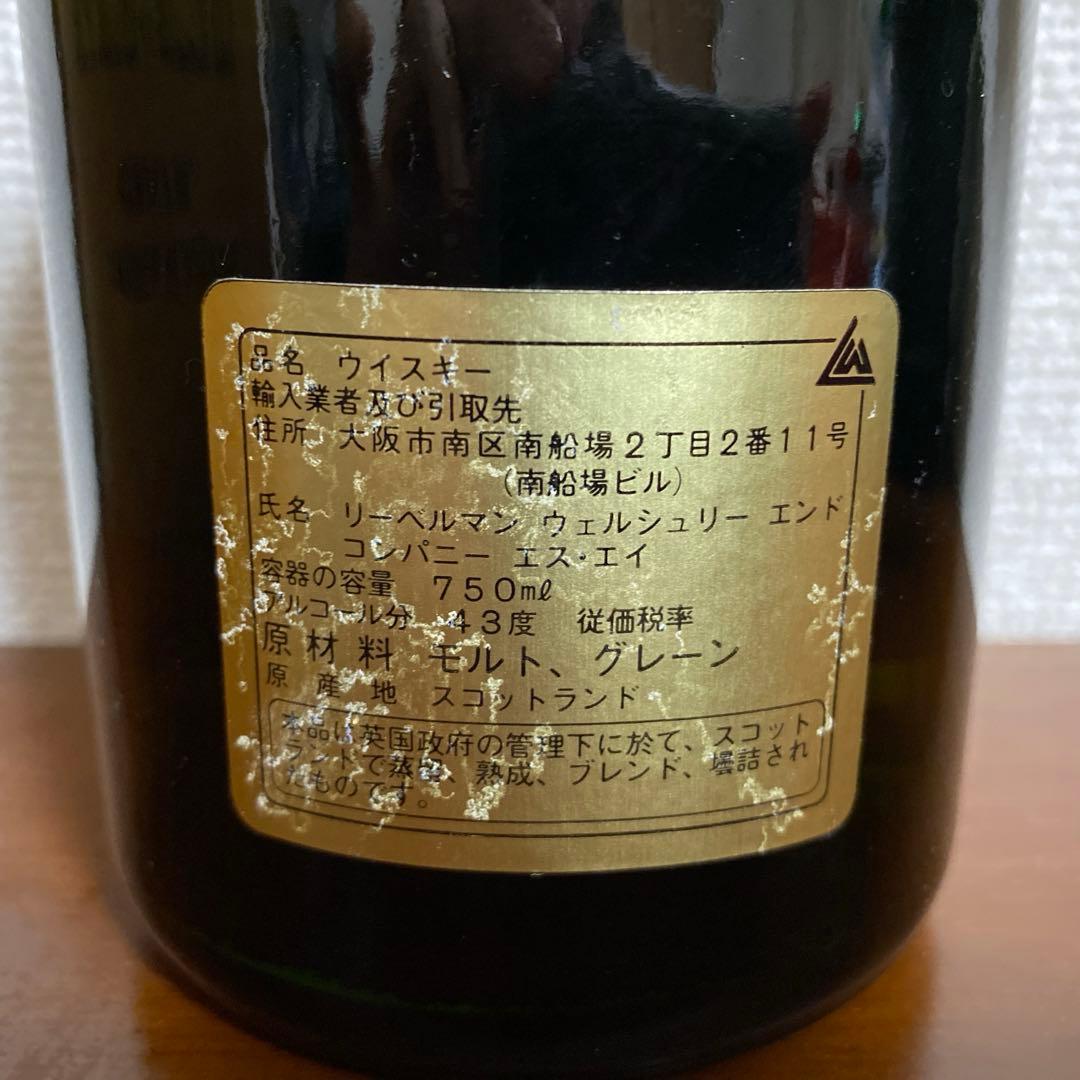 品名 ウイスキー
輸入業者及び引取先
住所 大阪市南区南船場2丁目2番11号
(南船場ビル)
氏名 リーベルマン ウェルシュリー エンド
コンパニー エス・エイ
容器の容量 750mℓ
アルコール分 43度 従価税率
原材料 モルト、グレーン
原産地 スコットランド
本品は英国政府の管理下に於て、スコット
ランドで蒸留、熟成、ブレンド、壜詰され
たものです。